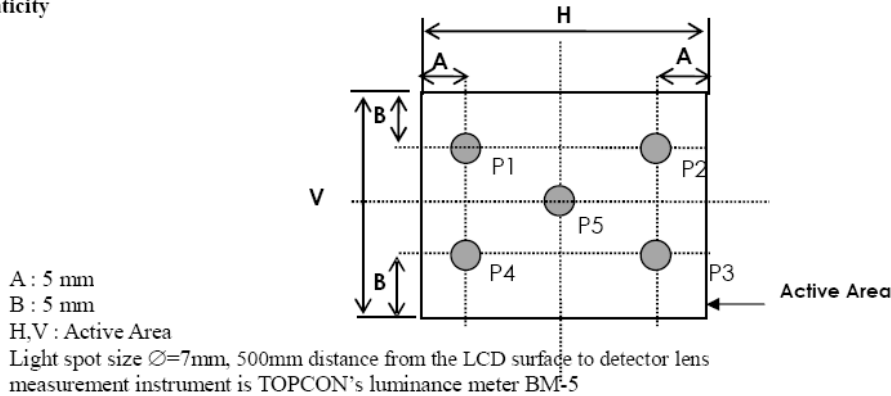 H
A
A
B
P1
P2
V
P5
B
P4
P3
Active Area
A : 5 mm
B : 5 mm
H,V : Active Area
Light spot size ∅=7mm, 500mm distance from the LCD surface to detector lens
measurement instrument is TOPCON’s luminance meter BM-5